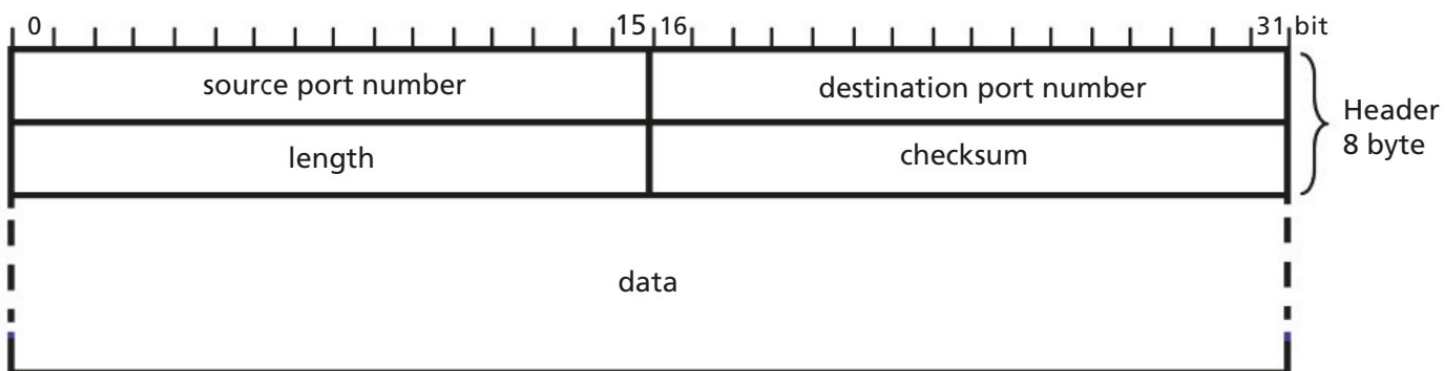 0 15 16 31 bit
source port number destination port number
Header
8 byte
length checksum
data